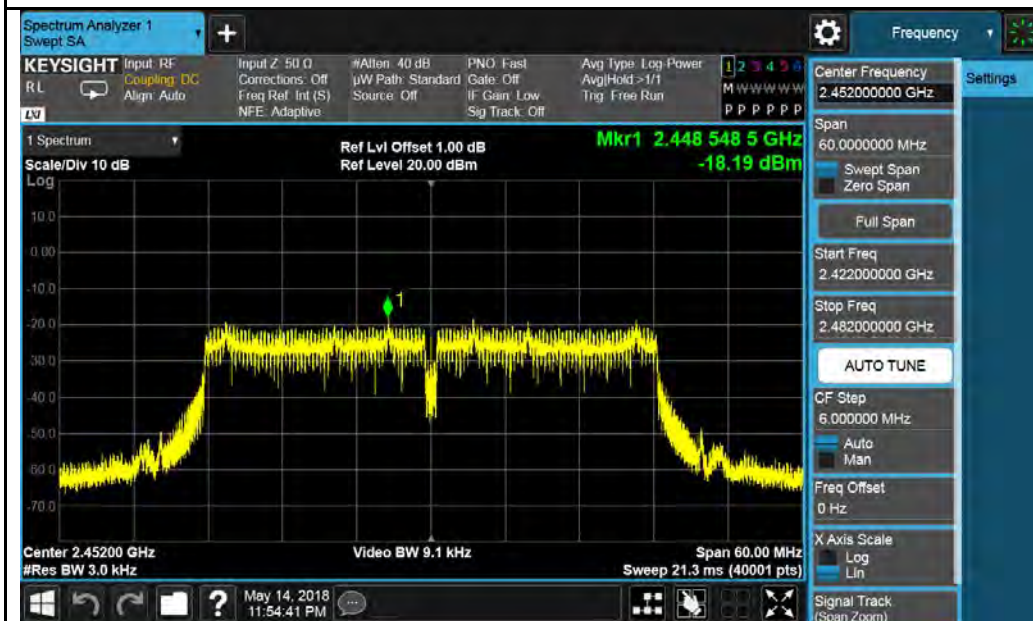 Spectrum Analyzer 1
Swept SA
+
Frequency
KEYSIGHT
RL
LXI
Input: RF
Coupling: DC
Align: Auto
Input Z: 50 Ω
Corrections: Off
Freq Ref: Int (S)
NFE: Adaptive
#Atten: 40 dB
µW Path: Standard
Source: Off
PNO: Fast
Gate: Off
IF Gain: Low
Sig Track: Off
Avg Type: Log-Power
Avg|Hold:>1/1
Trig: Free Run
1 2 3 4 5 6
M W W W W W
P P P P P P
Center Frequency
2.452000000 GHz
Settings
1 Spectrum
Scale/Div 10 dB
Log
Ref Lvl Offset 1.00 dB
Ref Level 20.00 dBm
Mkr1 2.448 548 5 GHz
-18.19 dBm
Span
60.0000000 MHz
Swept Span
Zero Span
Full Span
Start Freq
2.422000000 GHz
Stop Freq
2.482000000 GHz
AUTO TUNE
CF Step
6.000000 MHz
Auto
Man
Freq Offset
0 Hz
X Axis Scale
Log
Lin
Signal Track
(Span Zoom)
10.0
0.00
-10.0
-20.0
-30.0
-40.0
-50.0
-60.0
-70.0
1
Center 2.45200 GHz
#Res BW 3.0 kHz
Video BW 9.1 kHz
Span 60.00 MHz
Sweep 21.3 ms (40001 pts)
?
May 14, 2018
11:54:41 PM